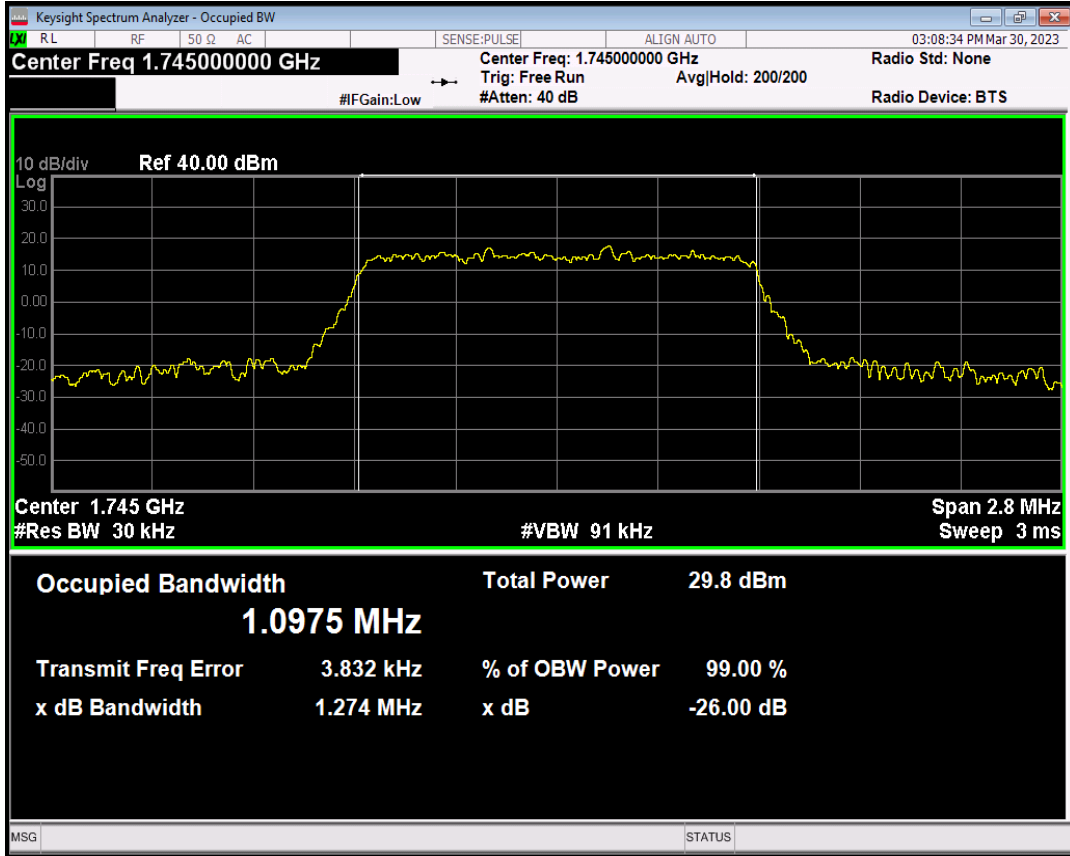 Keysight Spectrum Analyzer - Occupied BW
LXI RL RF 50 Ω AC SENSE:PULSE ALIGN AUTO 03:08:34 PM Mar 30, 2023
Center Freq 1.745000000 GHz Center Freq: 1.745000000 GHz Radio Std: None
Trig: Free Run Avg|Hold: 200/200
#IFGain:Low #Atten: 40 dB Radio Device: BTS
10 dB/div Ref 40.00 dBm
Log
30.0
20.0
10.0
0.00
-10.0
-20.0
-30.0
-40.0
-50.0
Center 1.745 GHz Span 2.8 MHz
#Res BW 30 kHz #VBW 91 kHz Sweep 3 ms
Occupied Bandwidth Total Power 29.8 dBm
1.0975 MHz
Transmit Freq Error 3.832 kHz % of OBW Power 99.00 %
x dB Bandwidth 1.274 MHz x dB -26.00 dB
MSG STATUS